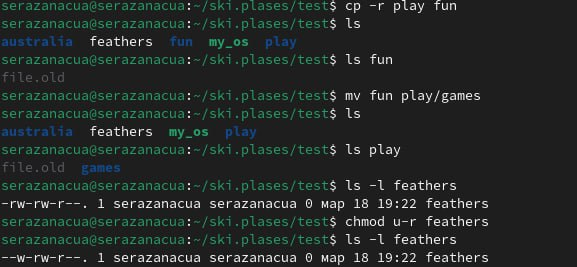 serazanacua@serazanacua:~/ski.plases/test$ cp -r play fun
serazanacua@serazanacua:~/ski.plases/test$ ls
australia  feathers  fun  my_os  play
serazanacua@serazanacua:~/ski.plases/test$ ls fun
file.old
serazanacua@serazanacua:~/ski.plases/test$ mv fun play/games
serazanacua@serazanacua:~/ski.plases/test$ ls
australia  feathers  my_os  play
serazanacua@serazanacua:~/ski.plases/test$ ls play
file.old  games
serazanacua@serazanacua:~/ski.plases/test$ ls -l feathers
-rw-rw-r--. 1 serazanacua serazanacua 0 мар 18 19:22 feathers
serazanacua@serazanacua:~/ski.plases/test$ chmod u-r feathers
serazanacua@serazanacua:~/ski.plases/test$ ls -l feathers
--w-rw-r--. 1 serazanacua serazanacua 0 мар 18 19:22 feathers